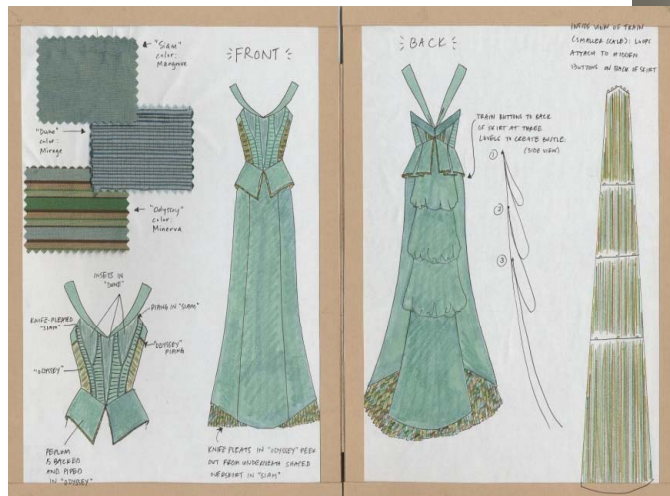 "Siam"
color:
Mangrove
"Dune"
color:
Mirage
"Odyssey"
color:
Minerva
FRONT
INSETS IN
"DUNE"
KNIFE-PLEATED
"SIAM"
PIPING IN "SIAM"
"ODYSSEY"
PIPING
"ODYSSEY"
PEPLUM
IS BACKED
AND PIPED
IN "ODYSSEY"
KNIFE PLEATS IN "ODYSSEY" PEEK
OUT FROM UNDERNEATH SHAPED
OVERSKIRT IN "SIAM"
BACK
TRAIN BUTTONS TO BACK
OF SKIRT AT THREE
LEVELS TO CREATE BUSTLE.
(SIDE VIEW)
1
2
3
INSIDE VIEW OF TRAIN
(SMALLER SCALE): LOOPS
ATTACH TO HIDDEN
BUTTONS IN BACK OF SKIRT